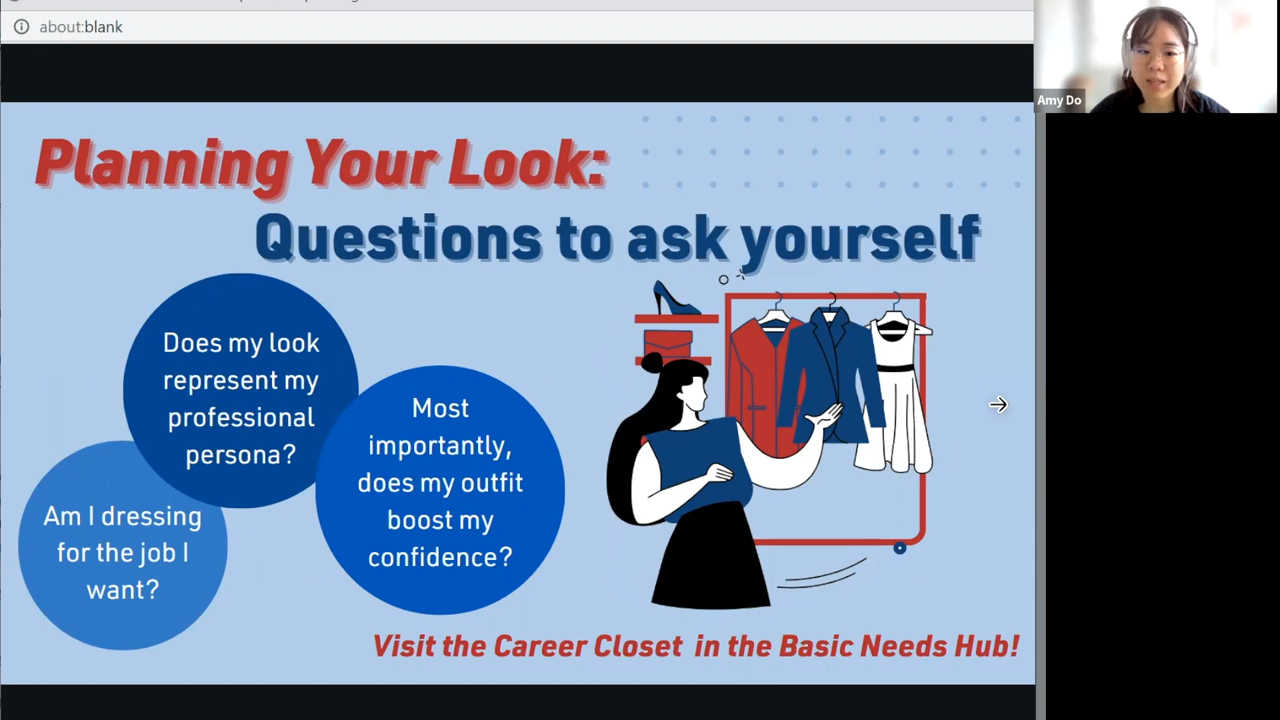 about:blank
Amy Do
Planning Your Look:
Questions to ask yourself
Does my look
represent my
professional
persona?
Most
importantly,
does my outfit
boost my
confidence?
Am I dressing
for the job I
want?
Visit the Career Closet in the Basic Needs Hub!